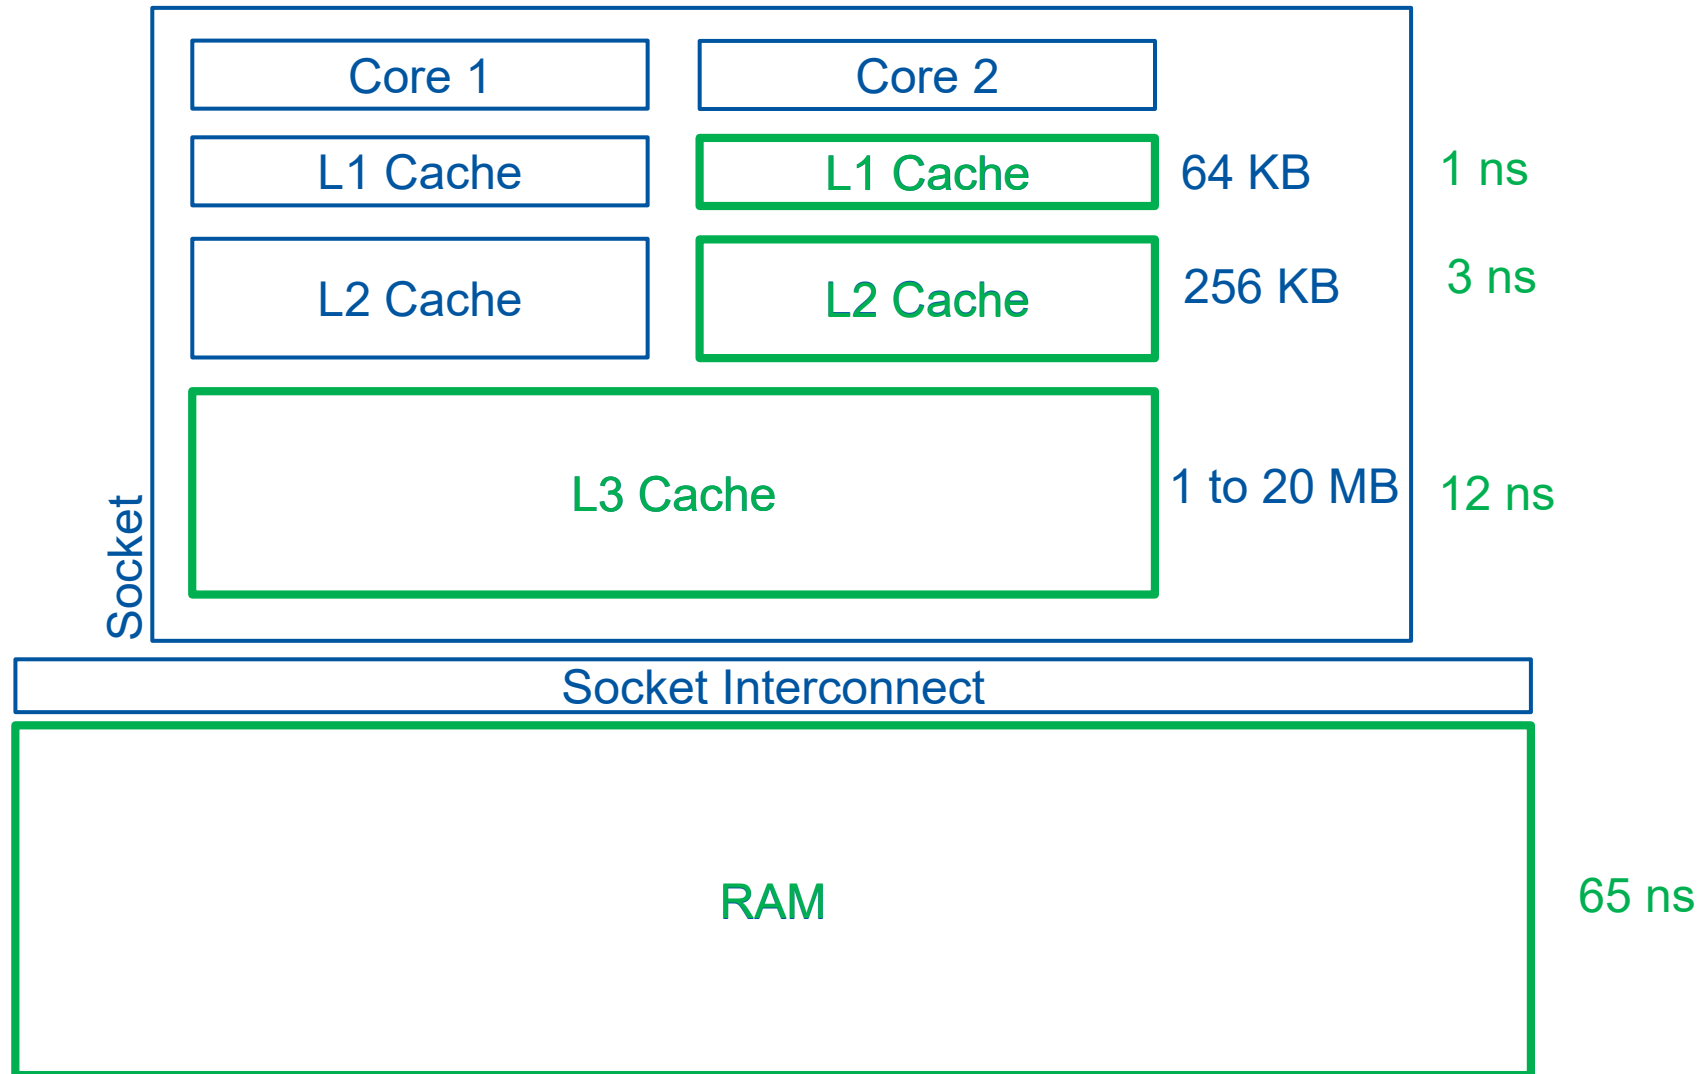 Core 1
Core 2
L1 Cache
L1 Cache
64 KB
1 ns
L2 Cache
L2 Cache
256 KB
3 ns
L3 Cache
1 to 20 MB
12 ns
Socket
Socket Interconnect
RAM
65 ns